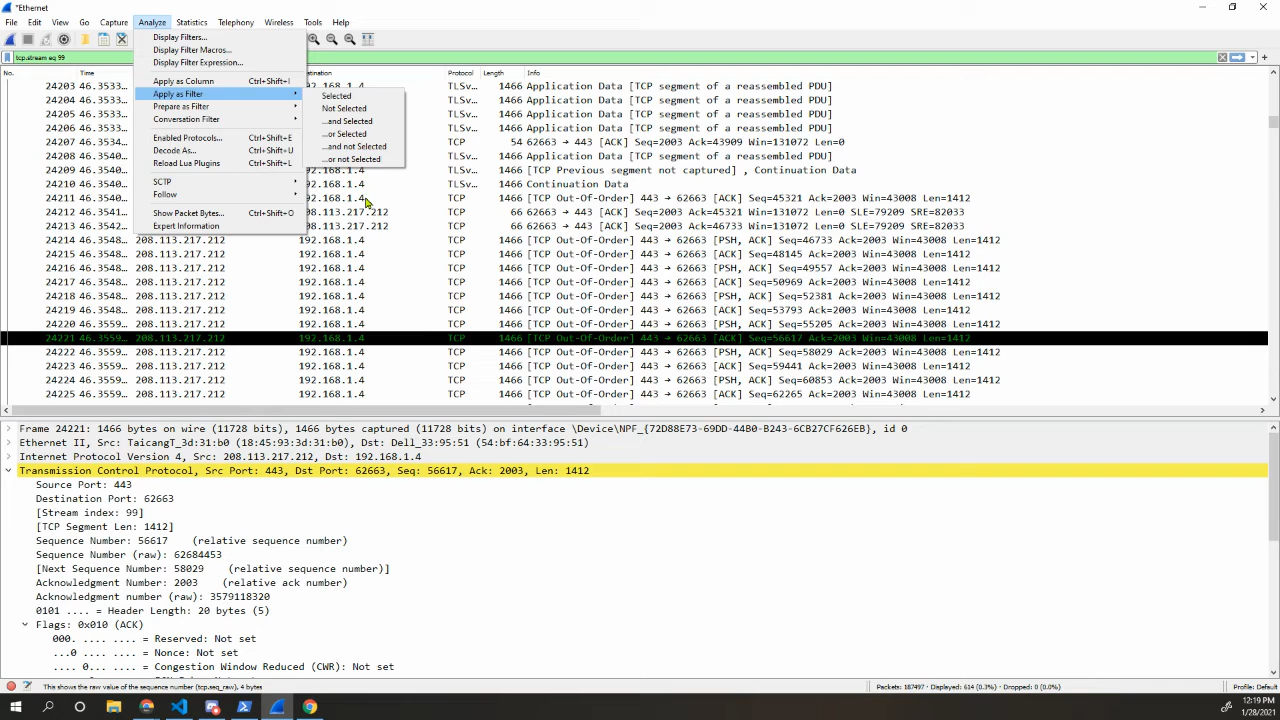 *Ethernet
File Edit View Go Capture Analyze Statistics Telephony Wireless Tools Help
tcp.stream eq 99
Display Filters...
Display Filter Macros...
Display Filter Expression...
Apply as Column Ctrl+Shift+I
Apply as Filter
Prepare as Filter
Conversation Filter
Enabled Protocols... Ctrl+Shift+E
Decode As... Ctrl+Shift+U
Reload Lua Plugins Ctrl+Shift+L
SCTP
Follow
Show Packet Bytes... Ctrl+Shift+O
Expert Information
Selected
Not Selected
...and Selected
...or Selected
...and not Selected
...or not Selected
No. Time Protocol Length Info
24203 46.3533... TLSv... 1466 Application Data [TCP segment of a reassembled PDU]
24204 46.3533... TLSv... 1466 Application Data [TCP segment of a reassembled PDU]
24205 46.3533... TLSv... 1466 Application Data [TCP segment of a reassembled PDU]
24206 46.3533... TLSv... 1466 Application Data [TCP segment of a reassembled PDU]
24207 46.3533... TCP 54 62663 → 443 [ACK] Seq=2003 Ack=43909 Win=131072 Len=0
24208 46.3540... TLSv... 1466 Application Data [TCP segment of a reassembled PDU]
24209 46.3540... 192.168.1.4 TLSv... 1466 [TCP Previous segment not captured] , Continuation Data
24210 46.3540... 192.168.1.4 TLSv... 1466 Continuation Data
24211 46.3540... 192.168.1.4 TCP 1466 [TCP Out-Of-Order] 443 → 62663 [ACK] Seq=45321 Ack=2003 Win=43008 Len=1412
24212 46.3541... 208.113.217.212 TCP 66 62663 → 443 [ACK] Seq=2003 Ack=45321 Win=131072 Len=0 SLE=79209 SRE=82033
24213 46.3542... 208.113.217.212 TCP 66 62663 → 443 [ACK] Seq=2003 Ack=46733 Win=131072 Len=0 SLE=79209 SRE=82033
24214 46.3548... 208.113.217.212 192.168.1.4 TCP 1466 [TCP Out-Of-Order] 443 → 62663 [PSH, ACK] Seq=46733 Ack=2003 Win=43008 Len=1412
24215 46.3548... 208.113.217.212 192.168.1.4 TCP 1466 [TCP Out-Of-Order] 443 → 62663 [ACK] Seq=48145 Ack=2003 Win=43008 Len=1412
24216 46.3548... 208.113.217.212 192.168.1.4 TCP 1466 [TCP Out-Of-Order] 443 → 62663 [PSH, ACK] Seq=49557 Ack=2003 Win=43008 Len=1412
24217 46.3548... 208.113.217.212 192.168.1.4 TCP 1466 [TCP Out-Of-Order] 443 → 62663 [ACK] Seq=50969 Ack=2003 Win=43008 Len=1412
24218 46.3548... 208.113.217.212 192.168.1.4 TCP 1466 [TCP Out-Of-Order] 443 → 62663 [PSH, ACK] Seq=52381 Ack=2003 Win=43008 Len=1412
24219 46.3548... 208.113.217.212 192.168.1.4 TCP 1466 [TCP Out-Of-Order] 443 → 62663 [ACK] Seq=53793 Ack=2003 Win=43008 Len=1412
24220 46.3559... 208.113.217.212 192.168.1.4 TCP 1466 [TCP Out-Of-Order] 443 → 62663 [PSH, ACK] Seq=55205 Ack=2003 Win=43008 Len=1412
24221 46.3559... 208.113.217.212 192.168.1.4 TCP 1466 [TCP Out-Of-Order] 443 → 62663 [ACK] Seq=56617 Ack=2003 Win=43008 Len=1412
24222 46.3559... 208.113.217.212 192.168.1.4 TCP 1466 [TCP Out-Of-Order] 443 → 62663 [PSH, ACK] Seq=58029 Ack=2003 Win=43008 Len=1412
24223 46.3559... 208.113.217.212 192.168.1.4 TCP 1466 [TCP Out-Of-Order] 443 → 62663 [ACK] Seq=59441 Ack=2003 Win=43008 Len=1412
24224 46.3559... 208.113.217.212 192.168.1.4 TCP 1466 [TCP Out-Of-Order] 443 → 62663 [PSH, ACK] Seq=60853 Ack=2003 Win=43008 Len=1412
24225 46.3559... 208.113.217.212 192.168.1.4 TCP 1466 [TCP Out-Of-Order] 443 → 62663 [ACK] Seq=62265 Ack=2003 Win=43008 Len=1412
Frame 24221: 1466 bytes on wire (11728 bits), 1466 bytes captured (11728 bits) on interface \Device\NPF_{72D88E73-69DD-44B0-B243-6CB27CF626EB}, id 0
Ethernet II, Src: TaicangT_3d:31:b0 (18:45:93:3d:31:b0), Dst: Dell_33:95:51 (54:bf:64:33:95:51)
Internet Protocol Version 4, Src: 208.113.217.212, Dst: 192.168.1.4
Transmission Control Protocol, Src Port: 443, Dst Port: 62663, Seq: 56617, Ack: 2003, Len: 1412
Source Port: 443
Destination Port: 62663
[Stream index: 99]
[TCP Segment Len: 1412]
Sequence Number: 56617 (relative sequence number)
Sequence Number (raw): 62684453
[Next Sequence Number: 58029 (relative sequence number)]
Acknowledgment Number: 2003 (relative ack number)
Acknowledgment number (raw): 3579118320
0101 .... = Header Length: 20 bytes (5)
Flags: 0x010 (ACK)
000. .... .... = Reserved: Not set
...0 .... .... = Nonce: Not set
.... 0... .... = Congestion Window Reduced (CWR): Not set
This shows the raw value of the sequence number (tcp.seq_raw), 4 bytes
Packets: 187497 · Displayed: 614 (0.3%) · Dropped: 0 (0.0%)
Profile: Default
12:19 PM
1/28/2021